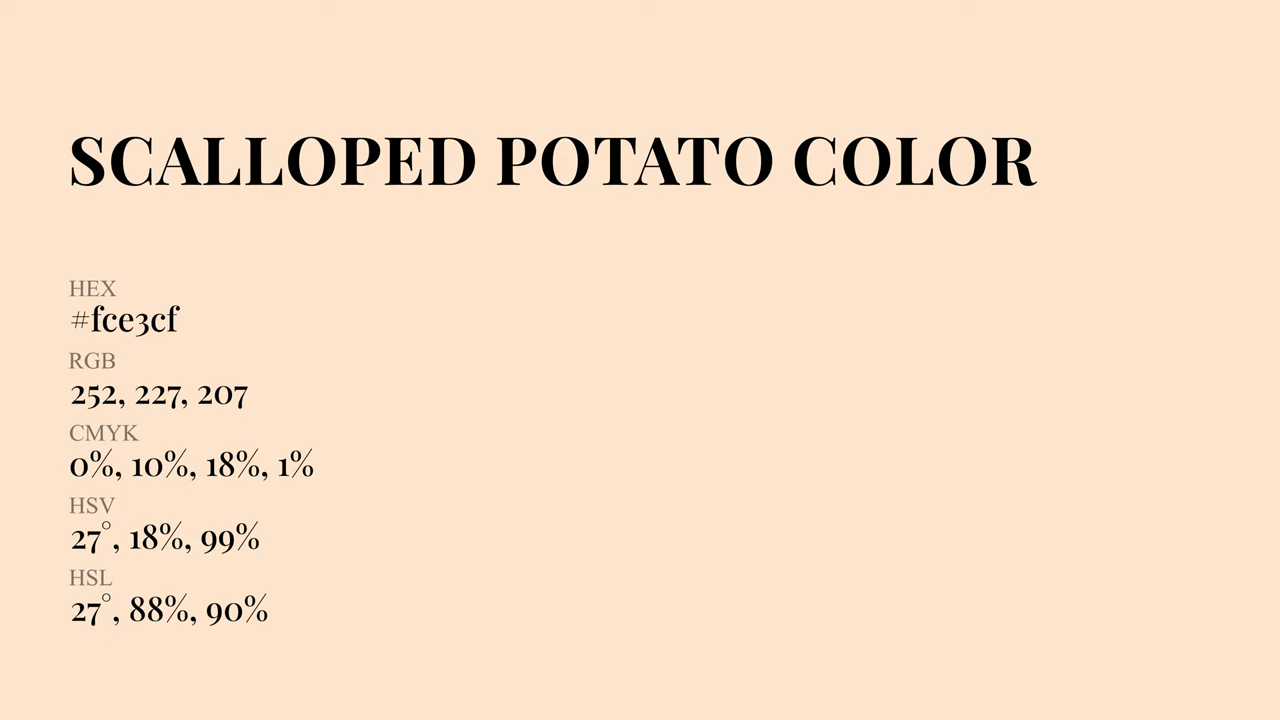 SCALLOPED POTATO COLOR
HEX
#fce3cf
RGB
252, 227, 207
CMYK
0%, 10%, 18%, 1%
HSV
27°, 18%, 99%
HSL
27°, 88%, 90%